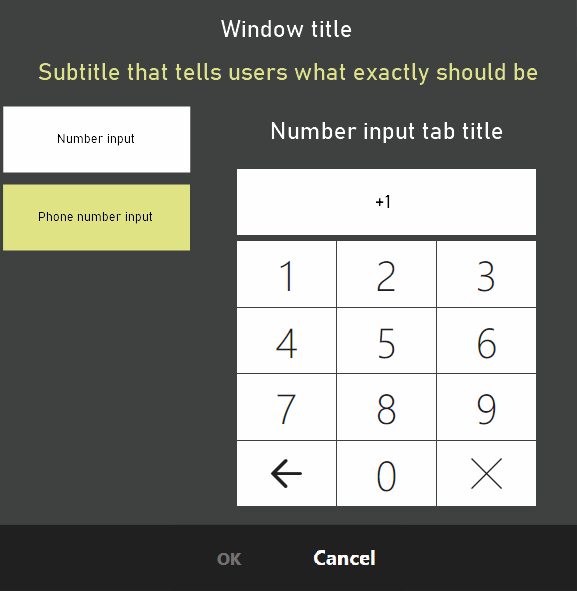 Window title
Subtitle that tells users what exactly should be
Number input
Number input tab title
Phone number input
+1
1 2 3
4 5 6
7 8 9
0
OK Cancel